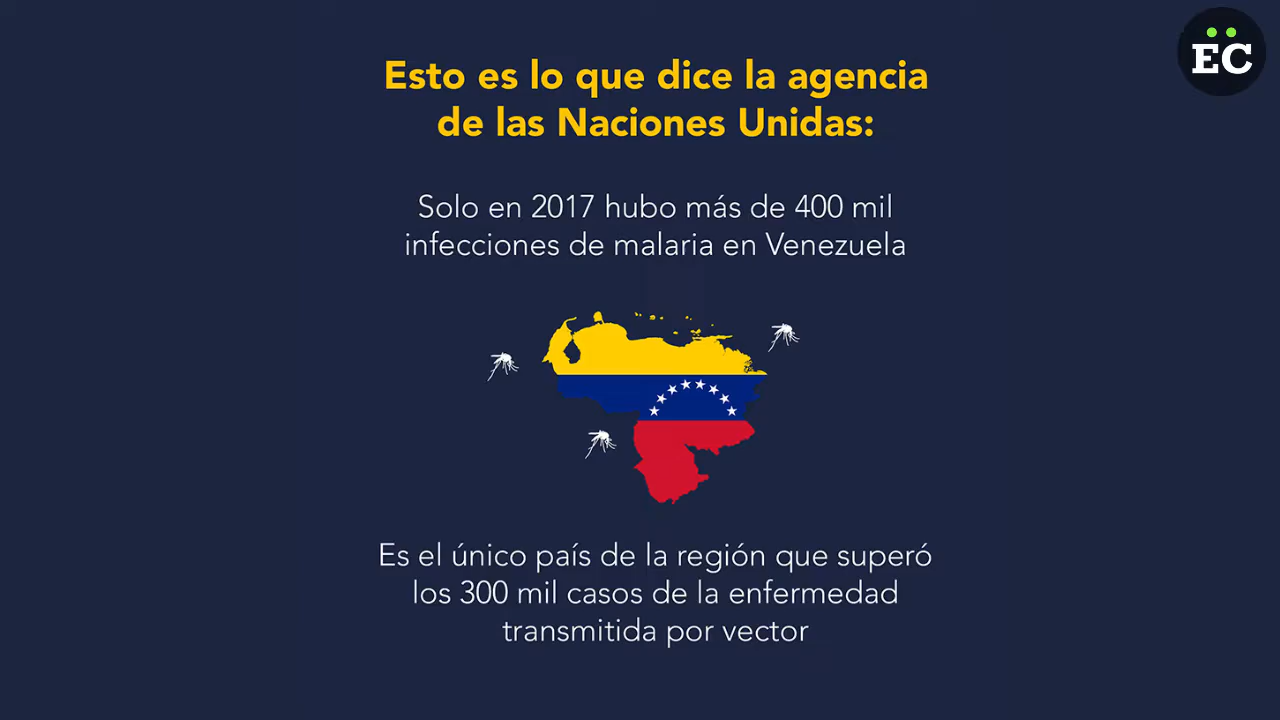 EC
Esto es lo que dice la agencia
de las Naciones Unidas:
Solo en 2017 hubo más de 400 mil
infecciones de malaria en Venezuela
Es el único país de la región que superó
los 300 mil casos de la enfermedad
transmitida por vector